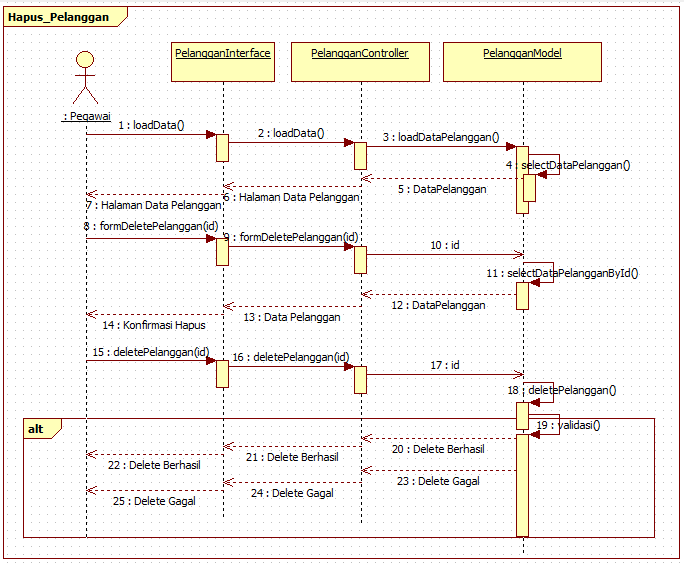 Hapus_Pelanggan
PelangganInterface
PelangganController
PelangganModel
: Pegawai
1 : loadData()
2 : loadData()
3 : loadDataPelanggan()
4 : selectDataPelanggan()
5 : DataPelanggan
6 : Halaman Data Pelanggan
7 : Halaman Data Pelanggan
8 : formDeletePelanggan(id)
9 : formDeletePelanggan(id)
10 : id
11 : selectDataPelangganById()
12 : DataPelanggan
13 : Data Pelanggan
14 : Konfirmasi Hapus
15 : deletePelanggan(id)
16 : deletePelanggan(id)
17 : id
18 : deletePelanggan()
alt
19 : validasi()
20 : Delete Berhasil
21 : Delete Berhasil
22 : Delete Berhasil
23 : Delete Gagal
24 : Delete Gagal
25 : Delete Gagal